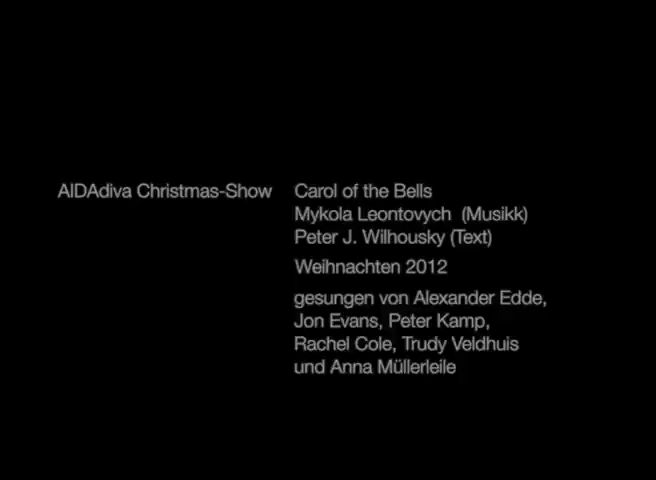 AIDAdiva Christmas-Show
Carol of the Bells
Mykola Leontovych (Musikk)
Peter J. Wilhousky (Text)
Weihnachten 2012
gesungen von Alexander Edde,
Jon Evans, Peter Kamp,
Rachel Cole, Trudy Veldhuis
und Anna Müllerleile